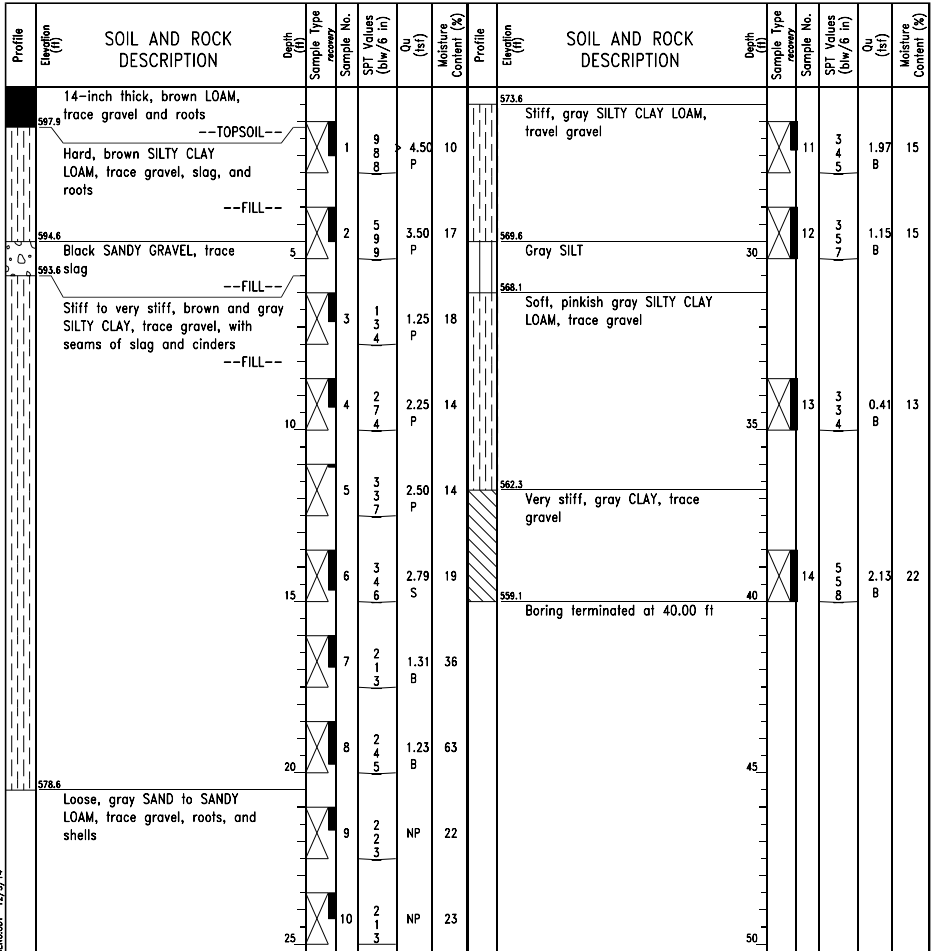 Profile
Elevation (ft)
SOIL AND ROCK
DESCRIPTION
Depth (ft)
Sample Type
recovery
Sample No.
SPT Values (blw/6 in)
Qu (tsf)
Moisture Content (%)
14-inch thick, brown LOAM,
trace gravel and roots
597.9
--TOPSOIL--
Hard, brown SILTY CLAY
LOAM, trace gravel, slag, and
roots
--FILL--
594.6
Black SANDY GRAVEL, trace
593.6 slag
--FILL--
Stiff to very stiff, brown and gray
SILTY CLAY, trace gravel, with
seams of slag and cinders
--FILL--
578.6
Loose, gray SAND to SANDY
LOAM, trace gravel, roots, and
shells
5
10
15
20
25
1 9 8 8 > 4.50 P 10
2 5 9 9 3.50 P 17
3 1 3 4 1.25 P 18
4 2 7 4 2.25 P 14
5 3 3 7 2.50 P 14
6 3 4 6 2.79 S 19
7 2 1 3 1.31 B 36
8 2 4 5 1.23 B 63
9 2 2 3 NP 22
10 2 1 3 NP 23
Profile
Elevation (ft)
SOIL AND ROCK
DESCRIPTION
Depth (ft)
Sample Type
recovery
Sample No.
SPT Values (blw/6 in)
Qu (tsf)
Moisture Content (%)
573.6
Stiff, gray SILTY CLAY LOAM,
travel gravel
569.6
Gray SILT
568.1
Soft, pinkish gray SILTY CLAY
LOAM, trace gravel
562.3
Very stiff, gray CLAY, trace
gravel
559.1
Boring terminated at 40.00 ft
30
35
40
45
50
11 3 4 5 1.97 B 15
12 3 5 7 1.15 B 15
13 3 3 4 0.41 B 13
14 5 5 8 2.13 B 22